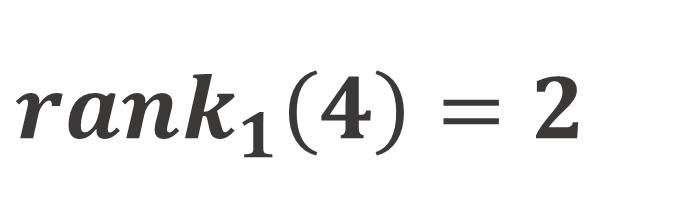 rank₁(4) = 2